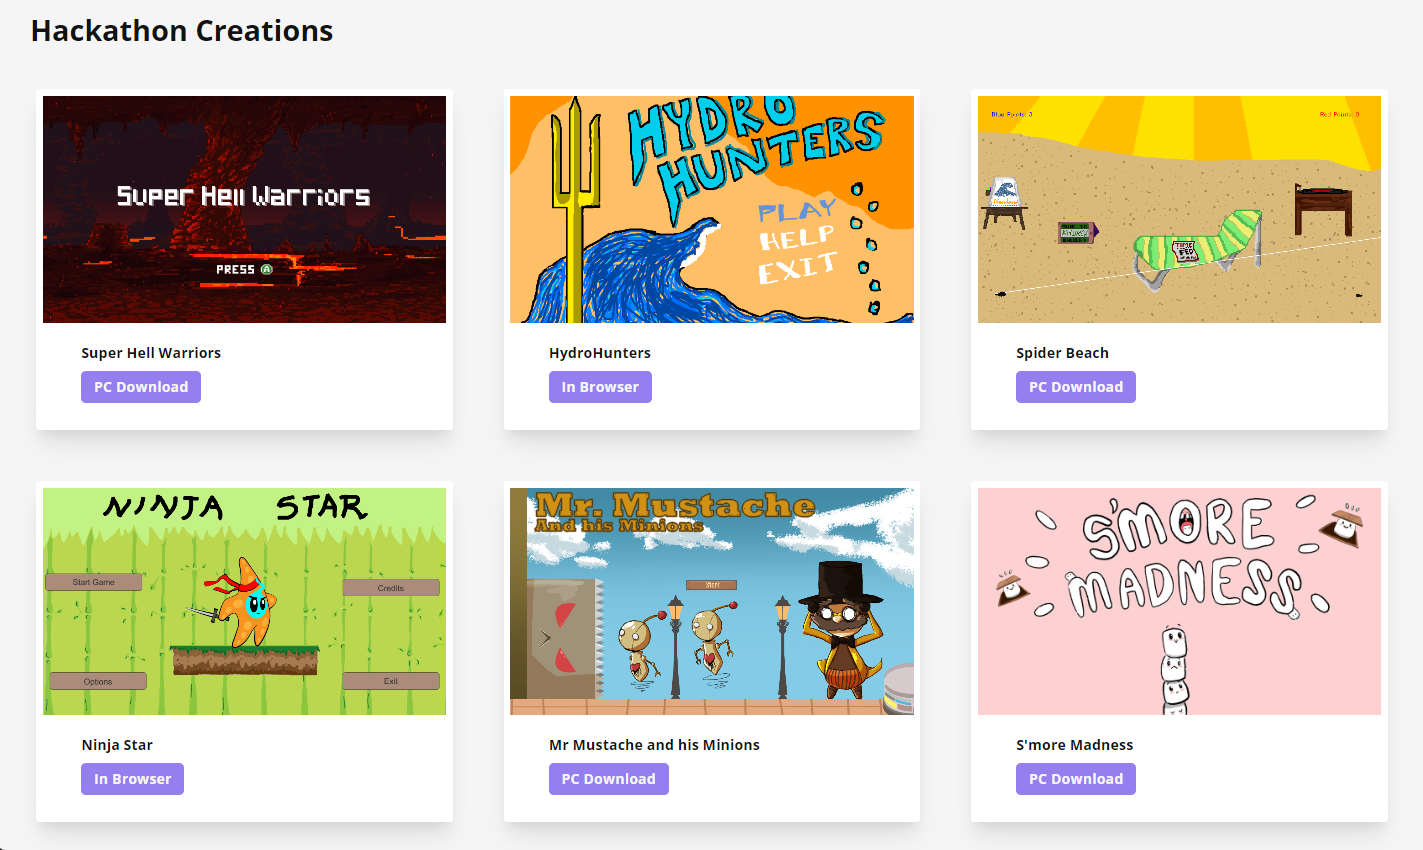 Hackathon Creations
Super Hell Warriors
PRESS A
Super Hell Warriors
PC Download
HYDRO
HUNTERS
PLAY
HELP
EXIT
HydroHunters
In Browser
Blue Points: 3
Red Points: 0
Spider Beach
PC Download
NINJA STAR
Start Game
Credits
Options
Exit
Ninja Star
In Browser
Mr. Mustache
And his Minions
Start
Mr Mustache and his Minions
PC Download
S'MORE
MADNESS
S'more Madness
PC Download